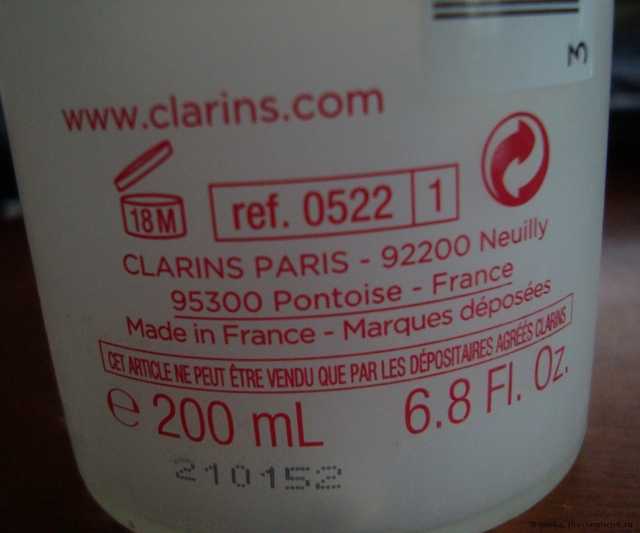 3
www.clarins.com
18M
ref. 0522 1
CLARINS PARIS - 92200 Neuilly
95300 Pontoise - France
Made in France - Marques déposées
CET ARTICLE NE PEUT ÊTRE VENDU QUE PAR LES DÉPOSITAIRES AGRÉÉS CLARINS
℮ 200 mL 6.8 Fl. Oz.
210152